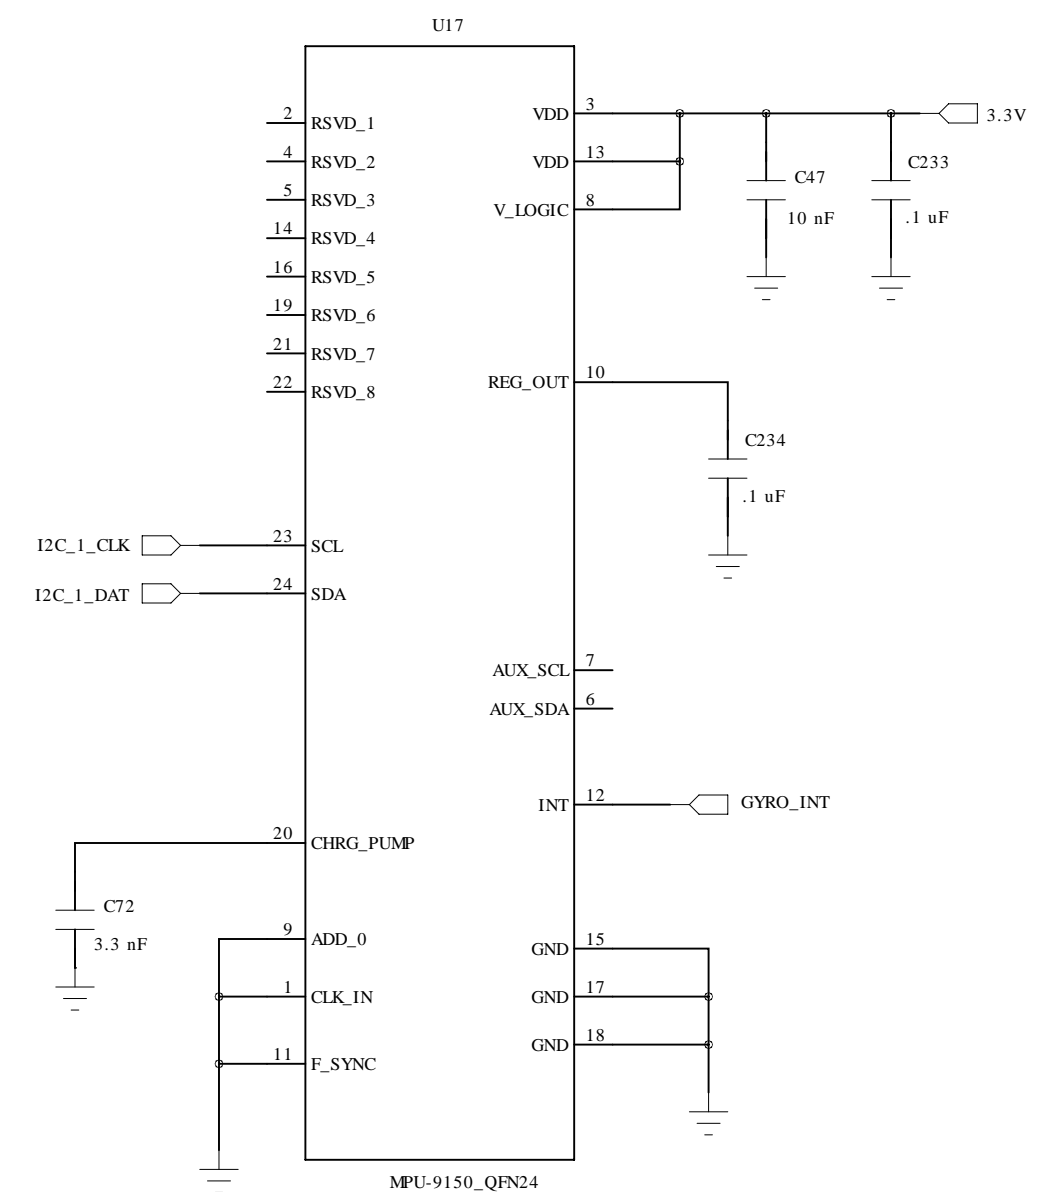 U17
2 RSVD_1
4 RSVD_2
5 RSVD_3
14 RSVD_4
16 RSVD_5
19 RSVD_6
21 RSVD_7
22 RSVD_8
I2C_1_CLK 23 SCL
I2C_1_DAT 24 SDA
20 CHRG_PUMP
C72
3.3 nF
9 ADD_0
1 CLK_IN
11 F_SYNC
VDD 3 3.3V
VDD 13
V_LOGIC 8
C47
10 nF
C233
.1 uF
REG_OUT 10
C234
.1 uF
AUX_SCL 7
AUX_SDA 6
INT 12 GYRO_INT
GND 15
GND 17
GND 18
MPU-9150_QFN24